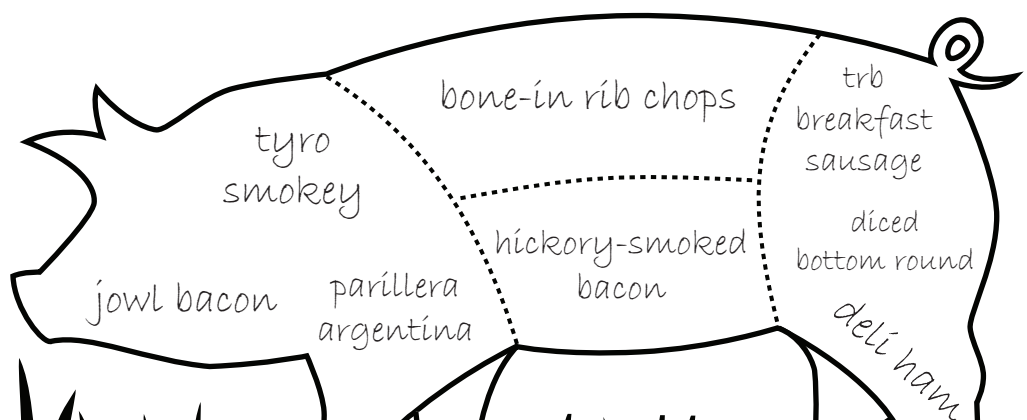 tyro
smokey
jowl bacon
parillera
argentina
bone-in rib chops
hickory-smoked
bacon
trb
breakfast
sausage
diced
bottom round
deli ham